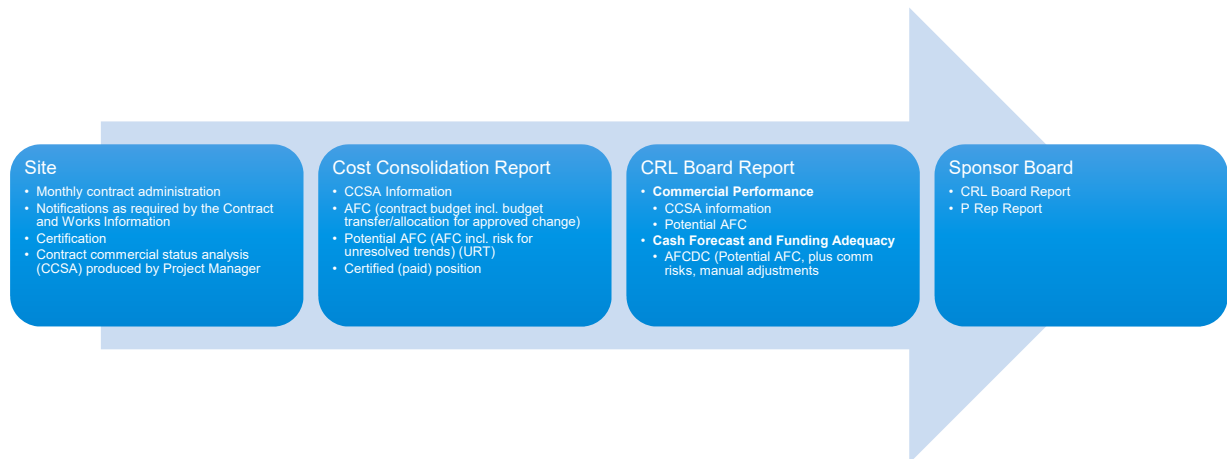 Site
• Monthly contract administration
• Notifications as required by the Contract
and Works Information
• Certification
• Contract commercial status analysis
(CCSA) produced by Project Manager
Cost Consolidation Report
• CCSA Information
• AFC (contract budget incl. budget
transfer/allocation for approved change)
• Potential AFC (AFC incl. risk for
unresolved trends) (URT)
• Certified (paid) position
CRL Board Report
• Commercial Performance
• CCSA information
• Potential AFC
• Cash Forecast and Funding Adequacy
• AFCDC (Potential AFC, plus comm
risks, manual adjustments
Sponsor Board
• CRL Board Report
• P Rep Report